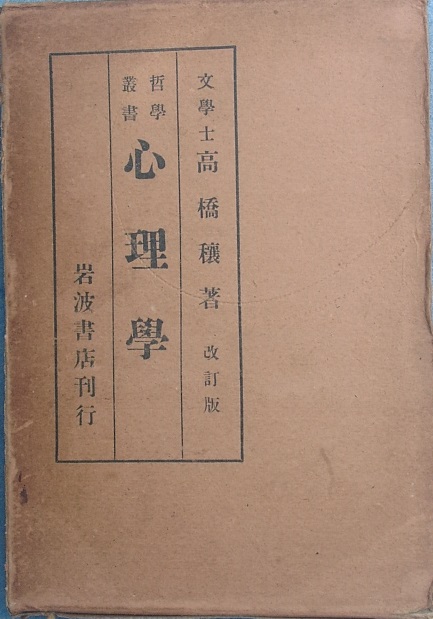 文學士高橋穰著 改訂版
哲學
叢書
心理學
岩波書店刊行